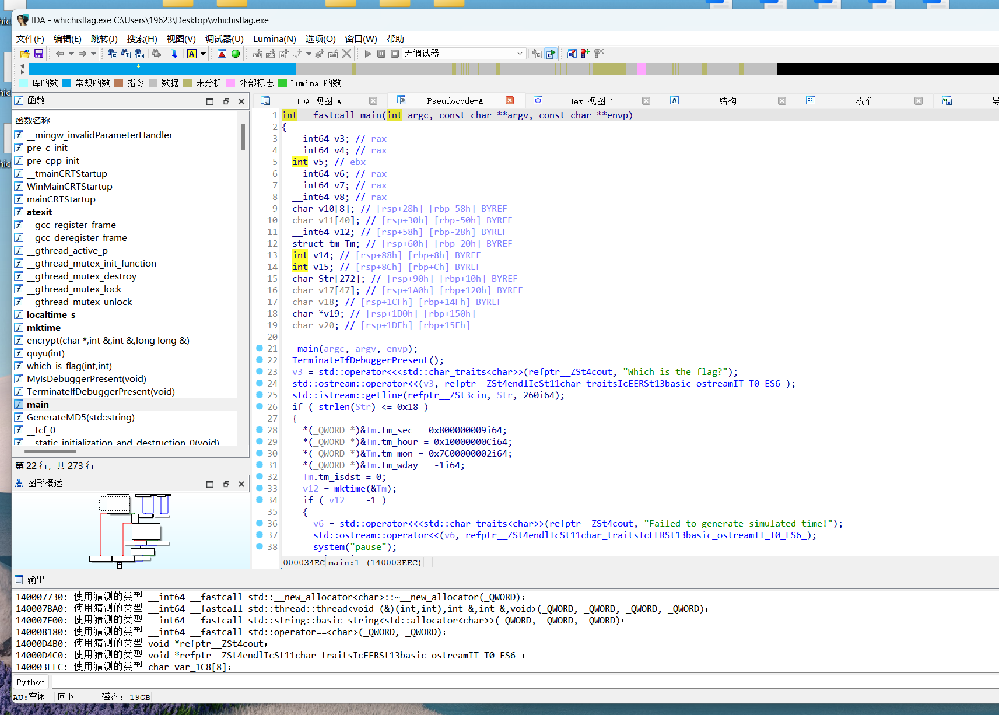 IDA - whichisflag.exe C:\Users\19623\Desktop\whichisflag.exe
文件(F) 编辑(E) 跳转(J) 搜索(H) 视图(V) 调试器(U) Lumina(N) 选项(O) 窗口(W) 帮助
无调试器
库函数 常规函数 指令 数据 未分析 外部标志 Lumina 函数
函数
IDA 视图-A Pseudocode-A Hex 视图-1 结构 枚举 导
函数名称
__mingw_invalidParameterHandler
pre_c_init
pre_cpp_init
__tmainCRTStartup
WinMainCRTStartup
mainCRTStartup
atexit
__gcc_register_frame
__gcc_deregister_frame
__gthread_active_p
__gthread_mutex_init_function
__gthread_mutex_destroy
__gthread_mutex_lock
__gthread_mutex_unlock
localtime_s
mktime
encrypt(char *,int &,int &,long long &)
quyu(int)
which_is_flag(int,int)
MyIsDebuggerPresent(void)
TerminateIfDebuggerPresent(void)
main
GenerateMD5(std::string)
__tcf_0
__static_initialization_and_destruction_0(void)
第 22 行，共 273 行
图形概述
1 int __fastcall main(int argc, const char **argv, const char **envp)
2 {
3 __int64 v3; // rax
4 __int64 v4; // rax
5 int v5; // ebx
6 __int64 v6; // rax
7 __int64 v7; // rax
8 __int64 v8; // rax
9 char v10[8]; // [rsp+28h] [rbp-58h] BYREF
10 char v11[40]; // [rsp+30h] [rbp-50h] BYREF
11 __int64 v12; // [rsp+58h] [rbp-28h] BYREF
12 struct tm Tm; // [rsp+60h] [rbp-20h] BYREF
13 int v14; // [rsp+88h] [rbp+8h] BYREF
14 int v15; // [rsp+8Ch] [rbp+Ch] BYREF
15 char Str[272]; // [rsp+90h] [rbp+10h] BYREF
16 char v17[47]; // [rsp+1A0h] [rbp+120h] BYREF
17 char v18; // [rsp+1CFh] [rbp+14Fh] BYREF
18 char *v19; // [rsp+1D0h] [rbp+150h]
19 char v20; // [rsp+1DFh] [rbp+15Fh]
20
21 _main(argc, argv, envp);
22 TerminateIfDebuggerPresent();
23 v3 = std::operator<<<std::char_traits<char>>(refptr__ZSt4cout, "Which is the flag?");
24 std::ostream::operator<<(v3, refptr__ZSt4endlIcSt11char_traitsIcEERSt13basic_ostreamIT_T0_ES6_);
25 std::istream::getline(refptr__ZSt3cin, Str, 260i64);
26 if ( strlen(Str) <= 0x18 )
27 {
28 *(_QWORD *)&Tm.tm_sec = 0x800000009i64;
29 *(_QWORD *)&Tm.tm_hour = 0x10000000Ci64;
30 *(_QWORD *)&Tm.tm_mon = 0x7C00000002i64;
31 *(_QWORD *)&Tm.tm_wday = -1i64;
32 Tm.tm_isdst = 0;
33 v12 = mktime(&Tm);
34 if ( v12 == -1 )
35 {
36 v6 = std::operator<<<std::char_traits<char>>(refptr__ZSt4cout, "Failed to generate simulated time!");
37 std::ostream::operator<<(v6, refptr__ZSt4endlIcSt11char_traitsIcEERSt13basic_ostreamIT_T0_ES6_);
38 system("pause");
000034EC main:1 (140003EEC)
输出
140007730: 使用猜测的类型 __int64 __fastcall std::__new_allocator<char>::~__new_allocator(_QWORD);
140007BA0: 使用猜测的类型 __int64 __fastcall std::thread::thread<void (&)(int,int),int &,int &,void>(_QWORD, _QWORD, _QWORD, _QWORD);
140007E00: 使用猜测的类型 __int64 __fastcall std::string::basic_string<std::allocator<char>>(_QWORD, _QWORD, _QWORD);
140008180: 使用猜测的类型 __int64 __fastcall std::operator==<char>(_QWORD, _QWORD);
14000D4B0: 使用猜测的类型 void *refptr__ZSt4cout;
14000D4C0: 使用猜测的类型 void *refptr__ZSt4endlIcSt11char_traitsIcEERSt13basic_ostreamIT_T0_ES6_;
140003EEC: 使用猜测的类型 char var_1C8[8];
Python
AU:空闲 向下 磁盘: 19GB